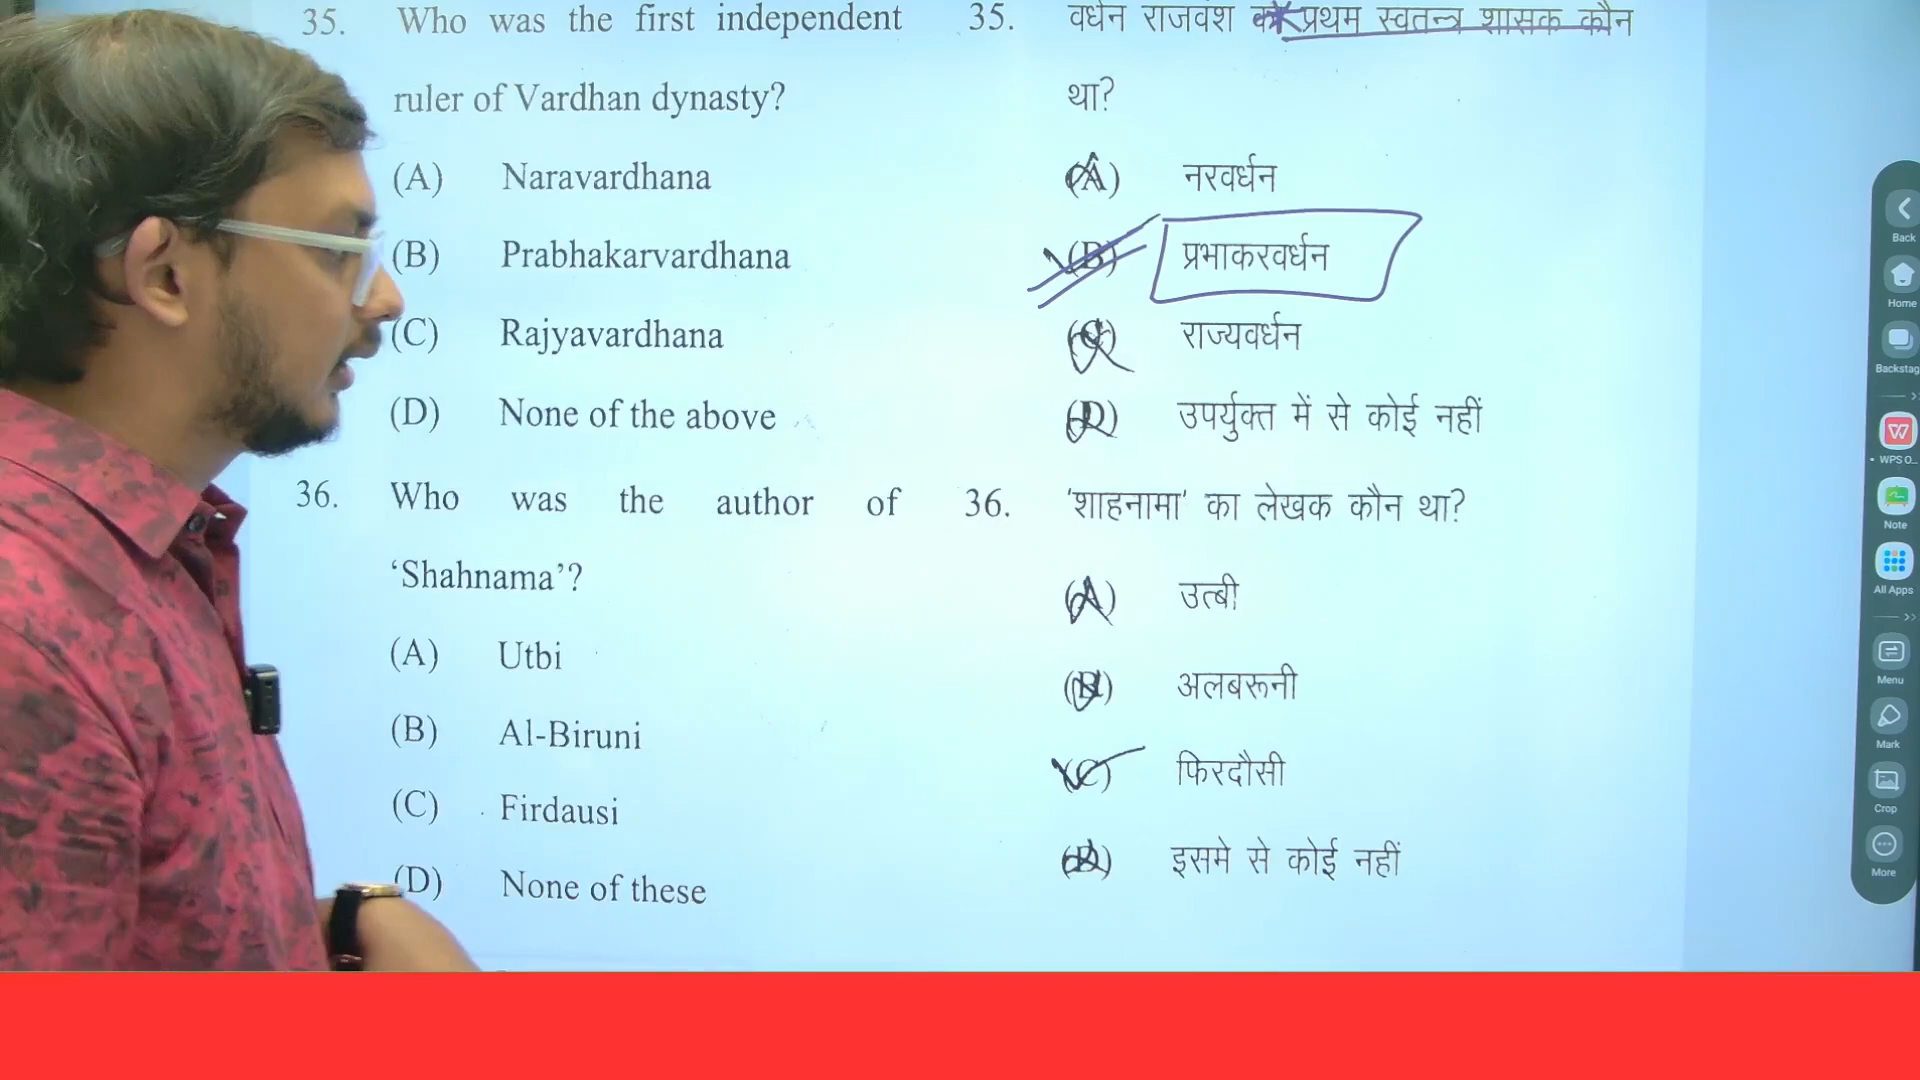 35. Who was the first independent
ruler of Vardhan dynasty?
(A) Naravardhana
(B) Prabhakarvardhana
(C) Rajyavardhana
(D) None of the above
36. Who was the author of
‘Shahnama’?
(A) Utbi
(B) Al-Biruni
(C) Firdausi
(D) None of these
35. वर्धन राजवंश का प्रथम स्वतन्त्र शासक कौन
था?
(A) नरवर्धन
(B) प्रभाकरवर्धन
(C) राज्यवर्धन
(D) उपर्युक्त में से कोई नहीं
36. ‘शाहनामा’ का लेखक कौन था?
(A) उत्बी
(B) अलबरूनी
(C) फिरदौसी
(D) इसमे से कोई नहीं
Back
Home
Backstag
WPS O...
Note
All Apps
Menu
Mark
Crop
More